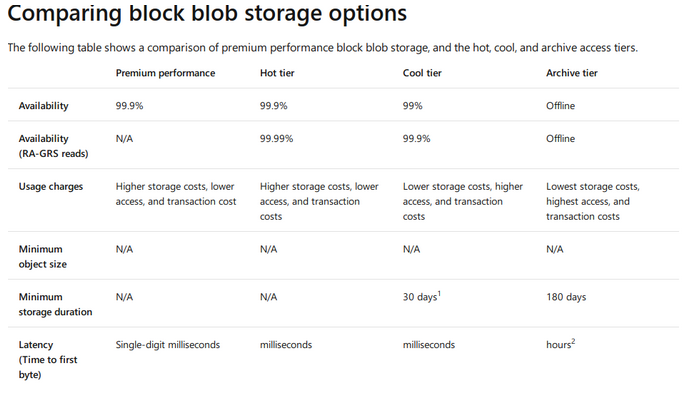 Comparing block blob storage options
The following table shows a comparison of premium performance block blob storage, and the hot, cool, and archive access tiers.
Premium performance Hot tier Cool tier Archive tier
Availability 99.9% 99.9% 99% Offline
Availability N/A 99.99% 99.9% Offline
(RA-GRS reads)
Usage charges Higher storage costs, lower Higher storage costs, lower Lower storage costs, higher Lowest storage costs,
access, and transaction cost access, and transaction access, and transaction highest access, and
costs costs transaction costs
Minimum N/A N/A N/A N/A
object size
Minimum N/A N/A 30 days1 180 days
storage duration
Latency Single-digit milliseconds milliseconds milliseconds hours2
(Time to first
byte)